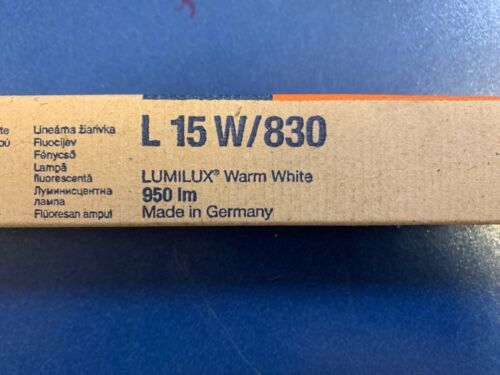 Lineárna žiarivka
Fluocijev
Fénycső
Lampă
fluorescentă
Луминисцентна
лампа
Flüoresan ampul
L 15 W/830
LUMILUX® Warm White
950 lm
Made in Germany